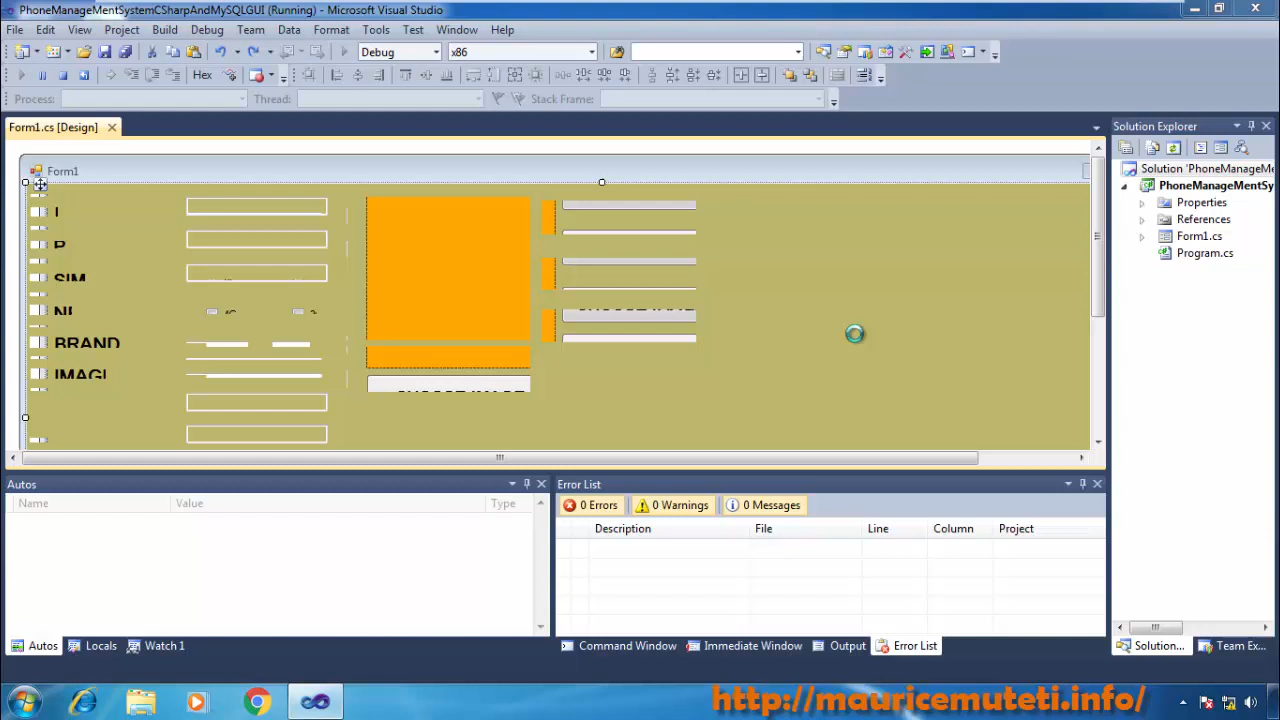 PhoneManageMentSystemCSharpAndMySQLGUI (Running) - Microsoft Visual Studio
File Edit View Project Build Debug Team Data Format Tools Test Window Help
Debug x86
Hex
Process: Thread: Stack Frame:
Form1.cs [Design]
Form1
SIM
BRAND
Solution Explorer
Solution 'PhoneManageMe
PhoneManageMentSy
Properties
References
Form1.cs
Program.cs
Autos
Name Value Type
Error List
0 Errors 0 Warnings 0 Messages
Description File Line Column Project
Autos Locals Watch 1
Command Window Immediate Window Output Error List
Solution... Team Ex...
http://mauricemuteti.info/